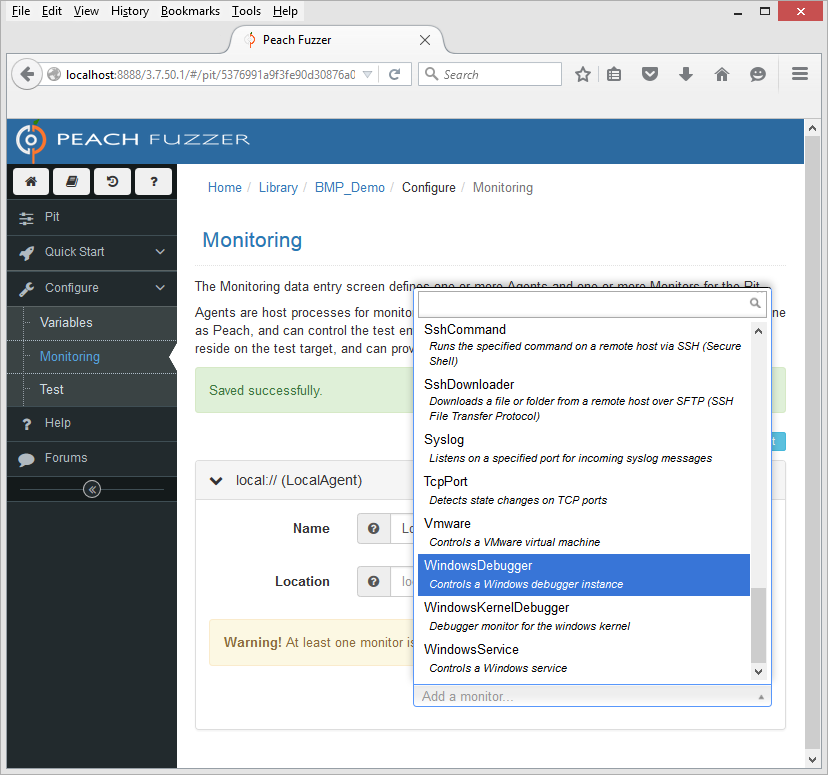 File Edit View History Bookmarks Tools Help
Peach Fuzzer
localhost:8888/3.7.50.1/#/pit/5376991a9f3fe90d30876a0
Search
PEACH FUZZER
Home / Library / BMP_Demo / Configure / Monitoring
Pit
Quick Start
Configure
Variables
Monitoring
Test
Help
Forums
Monitoring
The Monitoring data entry screen defines one or more Agents and one or more Monitors for the Pit.
Agents are host processes for monitor
ne
as Peach, and can control the test en
reside on the test target, and can prov
Saved successfully.
t
local:// (LocalAgent)
Name
Lo
Location
loc
Warning! At least one monitor is
SshCommand
Runs the specified command on a remote host via SSH (Secure
Shell)
SshDownloader
Downloads a file or folder from a remote host over SFTP (SSH
File Transfer Protocol)
Syslog
Listens on a specified port for incoming syslog messages
TcpPort
Detects state changes on TCP ports
Vmware
Controls a VMware virtual machine
WindowsDebugger
Controls a Windows debugger instance
WindowsKernelDebugger
Debugger monitor for the windows kernel
WindowsService
Controls a Windows service
Add a monitor...